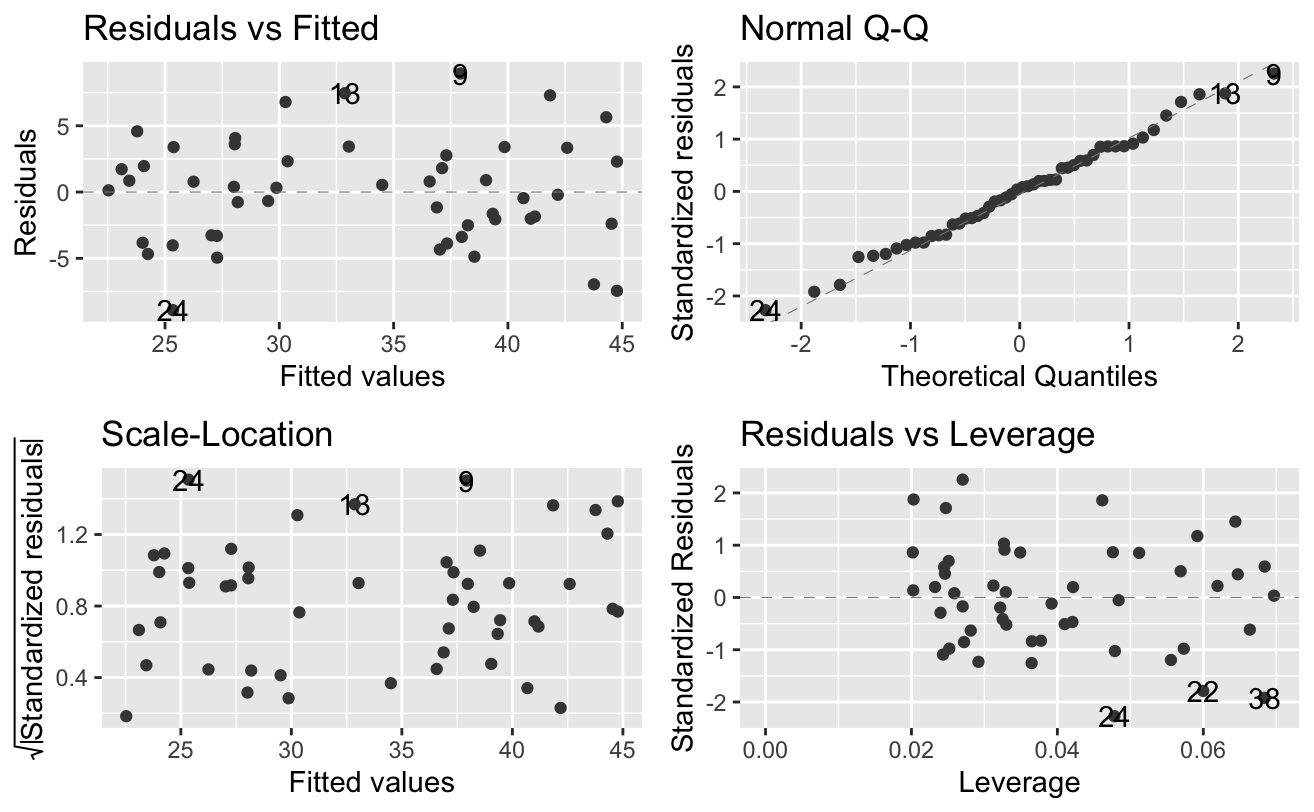 Residuals vs Fitted
Residuals
5
0
-5
9
13
24
25 30 35 40 45
Fitted values
Normal Q-Q
Standardized residuals
2
1
0
-1
-2
9
13
24
-2 -1 0 1 2
Theoretical Quantiles
Scale-Location
√|Standardized residuals|
1.2
0.8
0.4
24
13
9
25 30 35 40 45
Fitted values
Residuals vs Leverage
Standardized Residuals
2
1
0
-1
-2
22
38
24
0.00 0.02 0.04 0.06
Leverage